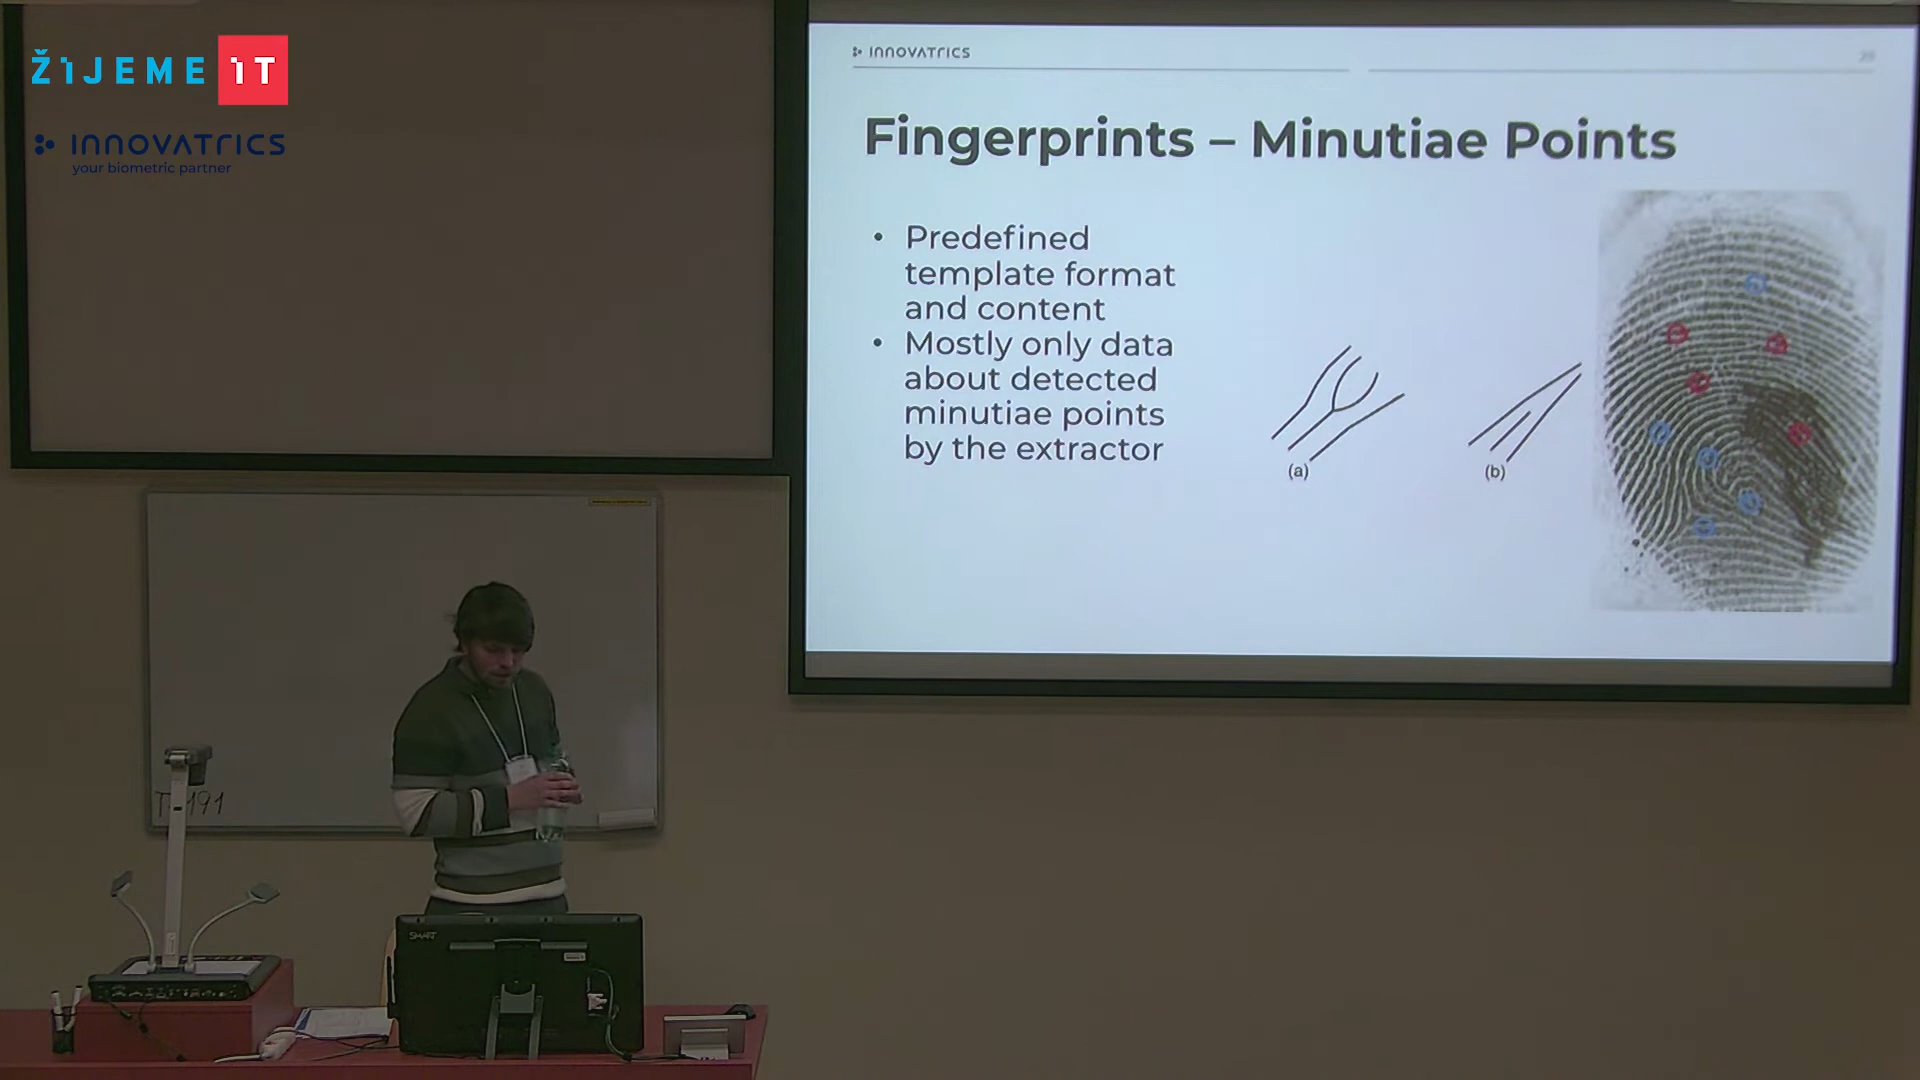 ŽIJEME IT
INNOVATRICS
your biometric partner
INNOVATRICS
Fingerprints – Minutiae Points
• Predefined
template format
and content
• Mostly only data
about detected
minutiae points
by the extractor
(a)
(b)
SMART